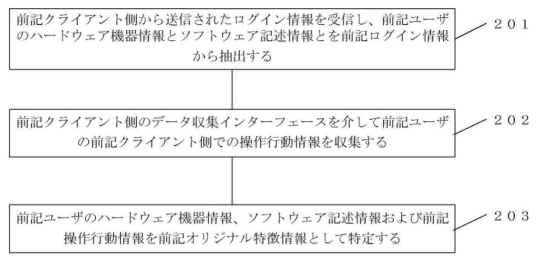 前記クライアント側から送信されたログイン情報を受信し、前記ユーザ
のハードウェア機器情報とソフトウェア記述情報とを前記ログイン情報
から抽出する
201
前記クライアント側のデータ収集インターフェースを介して前記ユーザ
の前記クライアント側での操作行動情報を収集する
202
前記ユーザのハードウェア機器情報、ソフトウェア記述情報および前記
操作行動情報を前記オリジナル特徴情報として特定する
203